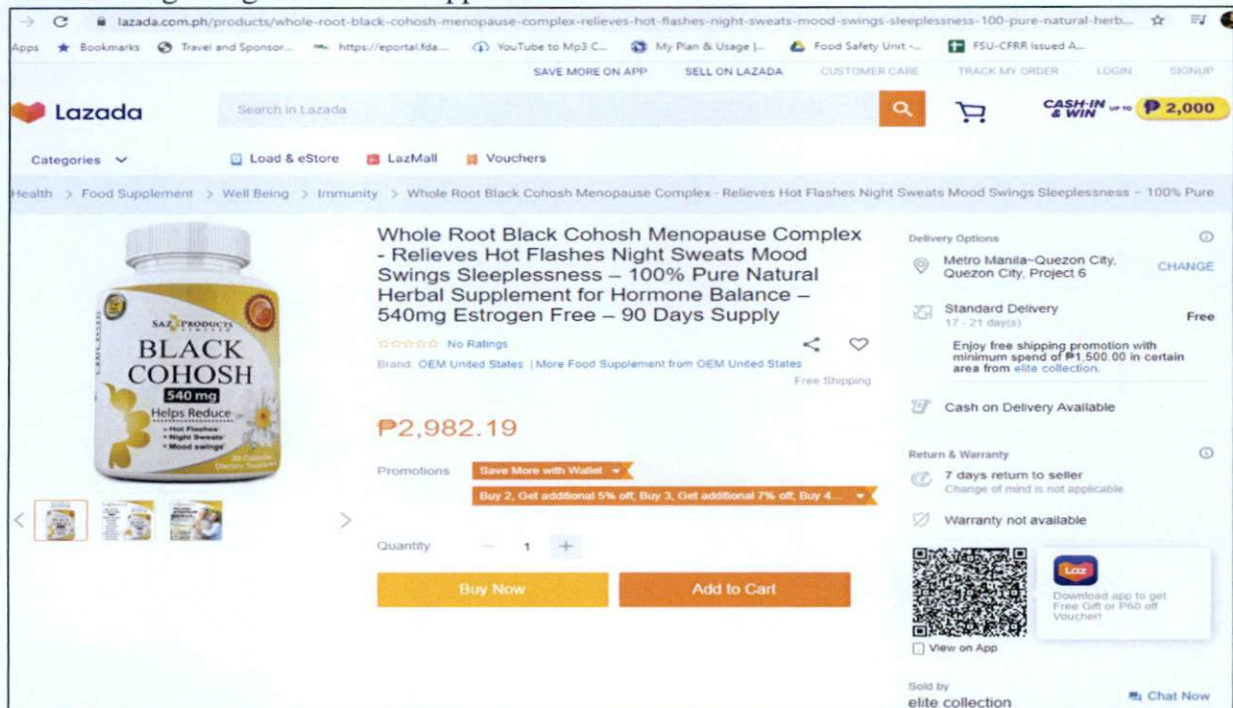 lazada.com.ph/products/whole-root-black-cohosh-menopause-complex-relieves-hot-flashes-night-sweats-mood-swings-sleeplessness-100-pure-natural-herb...
Apps Bookmarks Travel and Sponsor... https://eportal.fda.... YouTube to Mp3 C... My Plan & Usage |... Food Safety Unit -... FSU-CFRR Issued A...
SAVE MORE ON APP SELL ON LAZADA CUSTOMER CARE TRACK MY ORDER LOGIN SIGNUP
Lazada Search in Lazada CASH-IN & WIN UP TO ₱ 2,000
Categories Load & eStore LazMall Vouchers
Health > Food Supplement > Well Being > Immunity > Whole Root Black Cohosh Menopause Complex - Relieves Hot Flashes Night Sweats Mood Swings Sleeplessness – 100% Pure
SAZ PRODUCTS
LIMITED
BLACK
COHOSH
540 mg
Helps Reduce
• Hot Flashes
• Night Sweats
• Mood swings
Whole Root Black Cohosh Menopause Complex
- Relieves Hot Flashes Night Sweats Mood
Swings Sleeplessness – 100% Pure Natural
Herbal Supplement for Hormone Balance –
540mg Estrogen Free – 90 Days Supply
No Ratings
Brand: OEM United States | More Food Supplement from OEM United States
Free Shipping
₱2,982.19
Promotions Save More with Wallet
Buy 2, Get additional 5% off; Buy 3, Get additional 7% off; Buy 4...
Quantity 1 +
Buy Now Add to Cart
Delivery Options
Metro Manila~Quezon City,
Quezon City, Project 6
CHANGE
Standard Delivery
17 - 21 day(s)
Free
Enjoy free shipping promotion with
minimum spend of ₱1,500.00 in certain
area from elite collection.
Cash on Delivery Available
Return & Warranty
7 days return to seller
Change of mind is not applicable
Warranty not available
Laz
Download app to get
Free Gift or P60 off
Voucher!
View on App
Sold by
elite collection
Chat Now